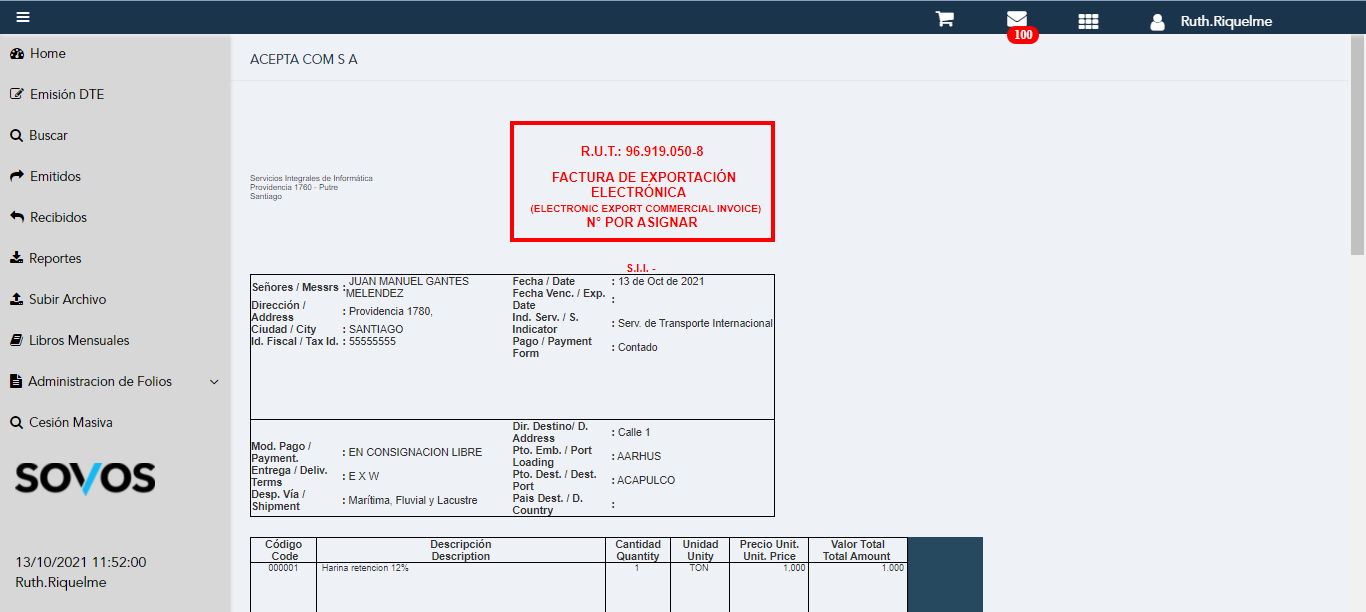 Ruth.Riquelme
100
Home
Emisión DTE
Buscar
Emitidos
Recibidos
Reportes
Subir Archivo
Libros Mensuales
Administracion de Folios
Cesión Masiva
SOVOS
13/10/2021 11:52:00
Ruth.Riquelme
ACEPTA COM S A
Servicios Integrales de Informática
Providencia 1760 - Putre
Santiago
R.U.T.: 96.919.050-8
FACTURA DE EXPORTACIÓN
ELECTRÓNICA
(ELECTRONIC EXPORT COMMERCIAL INVOICE)
N° POR ASIGNAR
S.I.I. -
Señores / Messrs : JUAN MANUEL GANTES
MELENDEZ
Dirección /
Address : Providencia 1780,
Ciudad / City : SANTIAGO
Id. Fiscal / Tax Id. : 55555555
Fecha / Date : 13 de Oct de 2021
Fecha Venc. / Exp.
Date :
Ind. Serv. / S.
Indicator : Serv. de Transporte Internacional
Pago / Payment
Form : Contado
Mod. Pago /
Payment. : EN CONSIGNACION LIBRE
Entrega / Deliv.
Terms : E X W
Desp. Vía /
Shipment : Marítima, Fluvial y Lacustre
Dir. Destino/ D.
Address : Calle 1
Pto. Emb. / Port
Loading : AARHUS
Pto. Dest. / Dest.
Port : ACAPULCO
Pais Dest. / D.
Country :
Código Descripción Cantidad Unidad Precio Unit. Valor Total
Code Description Quantity Unity Unit. Price Total Amount
000001 Harina retencion 12% 1 TON 1.000 1.000